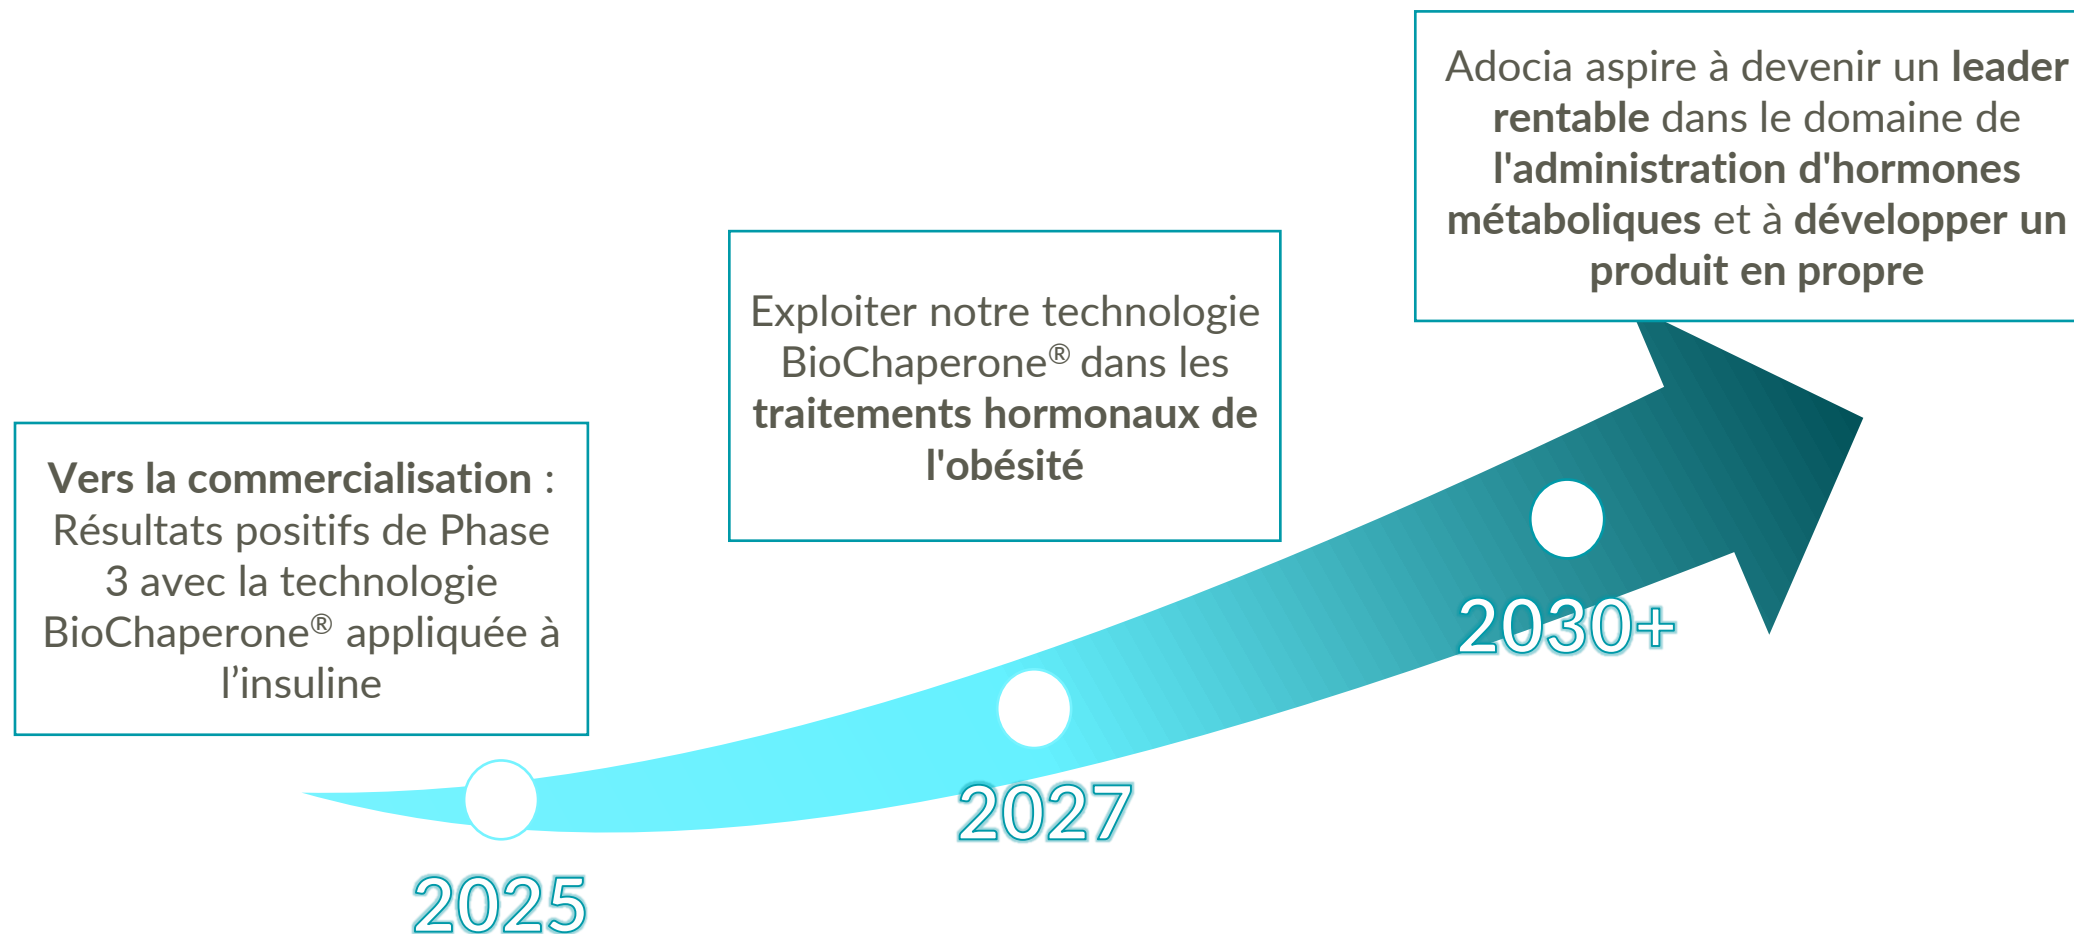 Vers la commercialisation :
Résultats positifs de Phase
3 avec la technologie
BioChaperone® appliquée à
l’insuline
2025
Exploiter notre technologie
BioChaperone® dans les
traitements hormonaux de
l'obésité
2027
Adocia aspire à devenir un leader
rentable dans le domaine de
l'administration d'hormones
métaboliques et à développer un
produit en propre
2030+